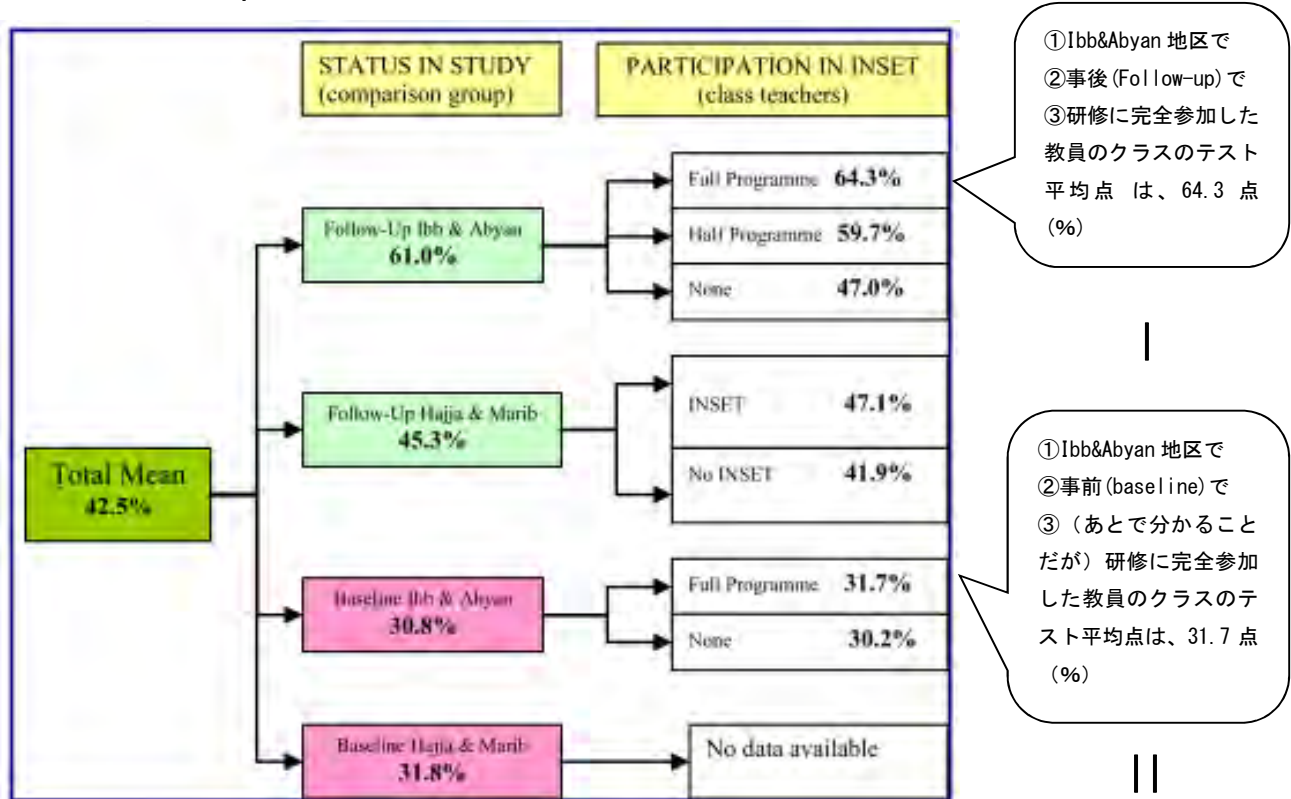 STATUS IN STUDY
(comparison group)
PARTICIPATION IN INSET
(class teachers)
Total Mean
42.5%
Follow-Up Ibb & Abyan
61.0%
Full Programme 64.3%
Half Programme 59.7%
None 47.0%
Follow-Up Hajja & Marib
45.3%
INSET 47.1%
No INSET 41.9%
Baseline Ibb & Abyan
30.8%
Full Programme 31.7%
None 30.2%
Baseline Hajja & Marib
31.8%
No data available
①Ibb&Abyan 地区で
②事後(Follow-up)で
③研修に完全参加した
教員のクラスのテスト
平均点 は、64.3 点
(%)
①Ibb&Abyan 地区で
②事前(baseline)で
③（あとで分かること
だが）研修に完全参加
した教員のクラスのテ
スト平均点は、31.7 点
（%）